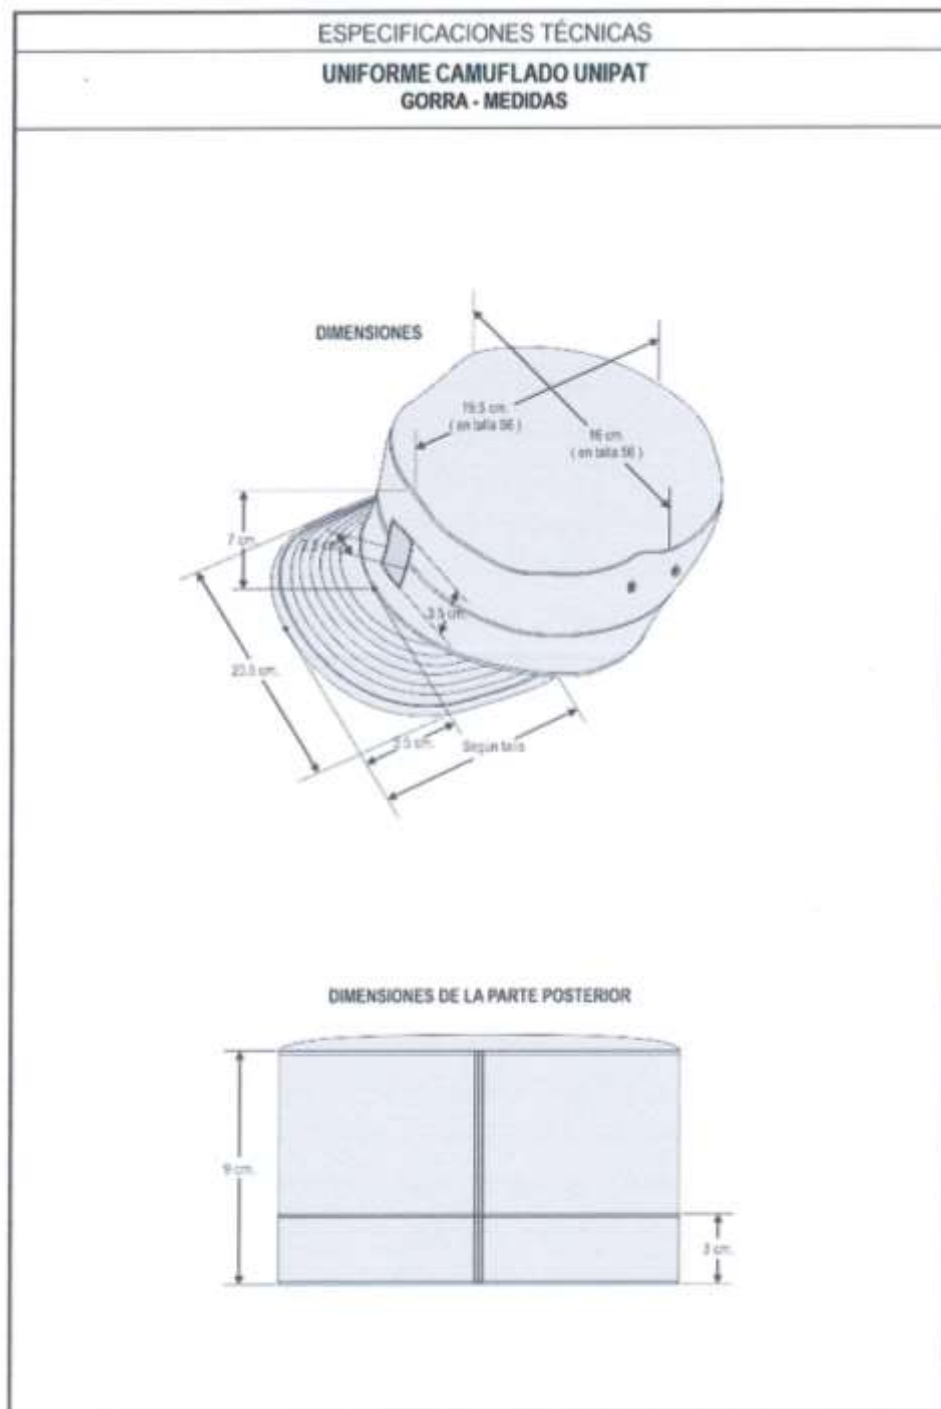 ESPECIFICACIONES TÉCNICAS
UNIFORME CAMUFLADO UNIPAT
GORRA - MEDIDAS
DIMENSIONES
19.5 cm.
( en talla 56 )
16 cm.
( en talla 56 )
7 cm.
3.5 cm.
cm.
Según talla
DIMENSIONES DE LA PARTE POSTERIOR
9 cm.
3 cm.